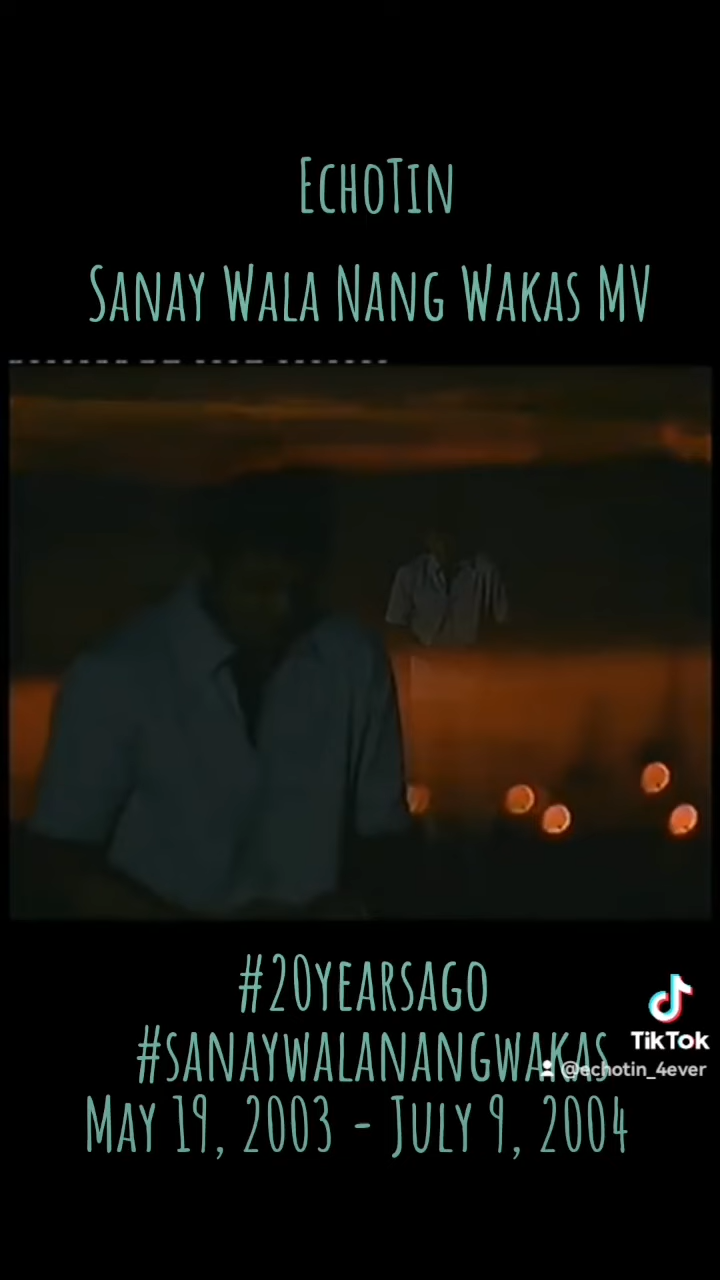 EchoTin
Sanay Wala Nang Wakas MV
#20yearsago
#sanaywalanangwakas
May 19, 2003 - July 9, 2004
TikTok
@echotin_4ever